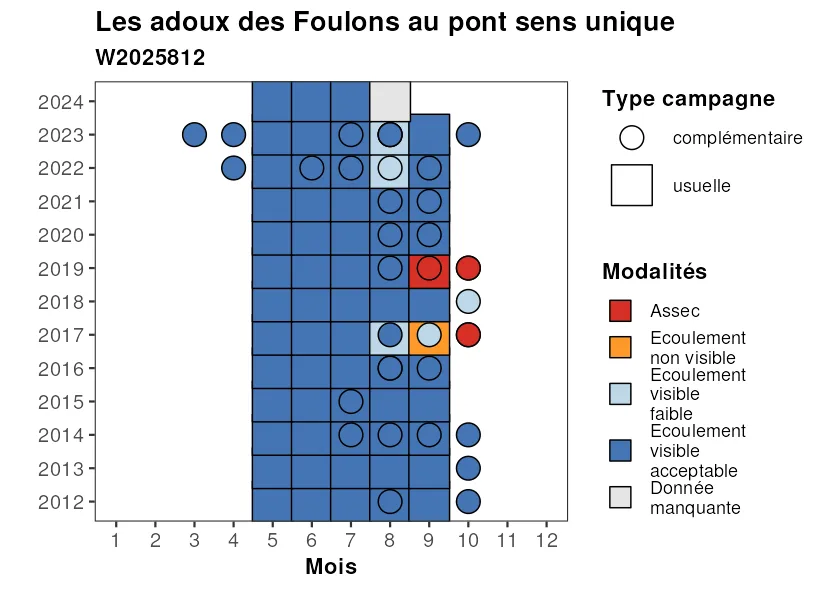 Les adoux des Foulons au pont sens unique
W2025812
2024
2023
2022
2021
2020
2019
2018
2017
2016
2015
2014
2013
2012
1 2 3 4 5 6 7 8 9 10 11 12
Mois
Type campagne
complémentaire
usuelle
Modalités
Assec
Ecoulement
non visible
Ecoulement
visible
faible
Ecoulement
visible
acceptable
Donnée
manquante